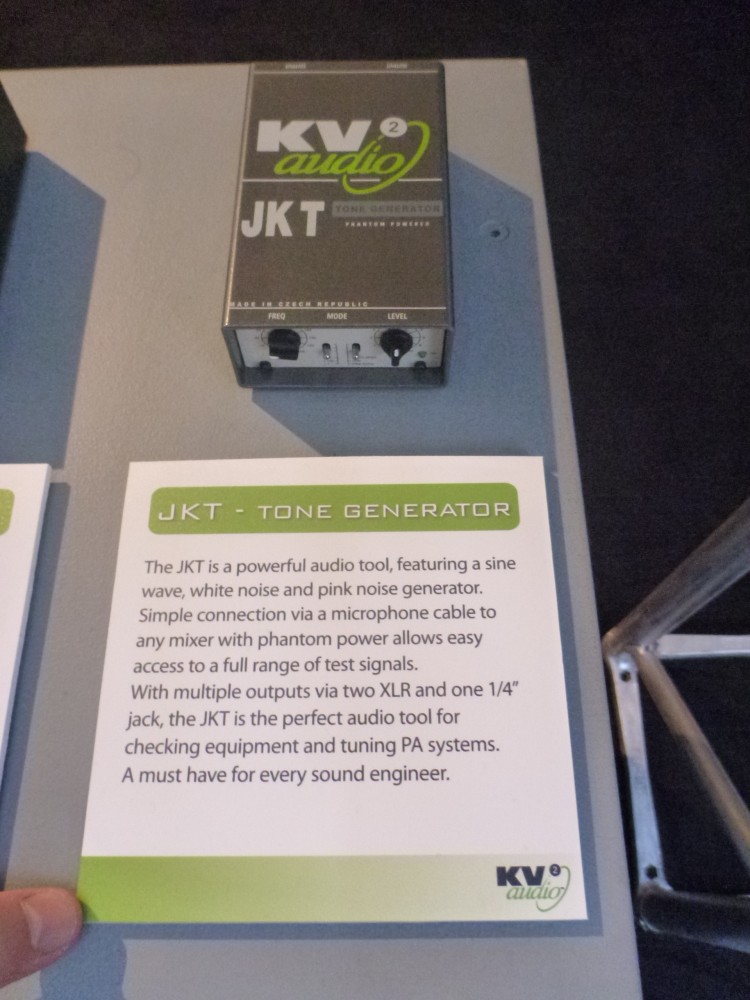 KV2
audio
JKT TONE GENERATOR
PHANTOM POWERED
MADE IN CZECH REPUBLIC
FREQ MODE LEVEL
JKT - TONE GENERATOR
The JKT is a powerful audio tool, featuring a sine
wave, white noise and pink noise generator.
Simple connection via a microphone cable to
any mixer with phantom power allows easy
access to a full range of test signals.
With multiple outputs via two XLR and one 1/4"
jack, the JKT is the perfect audio tool for
checking equipment and tuning PA systems.
A must have for every sound engineer.
KV2
audio